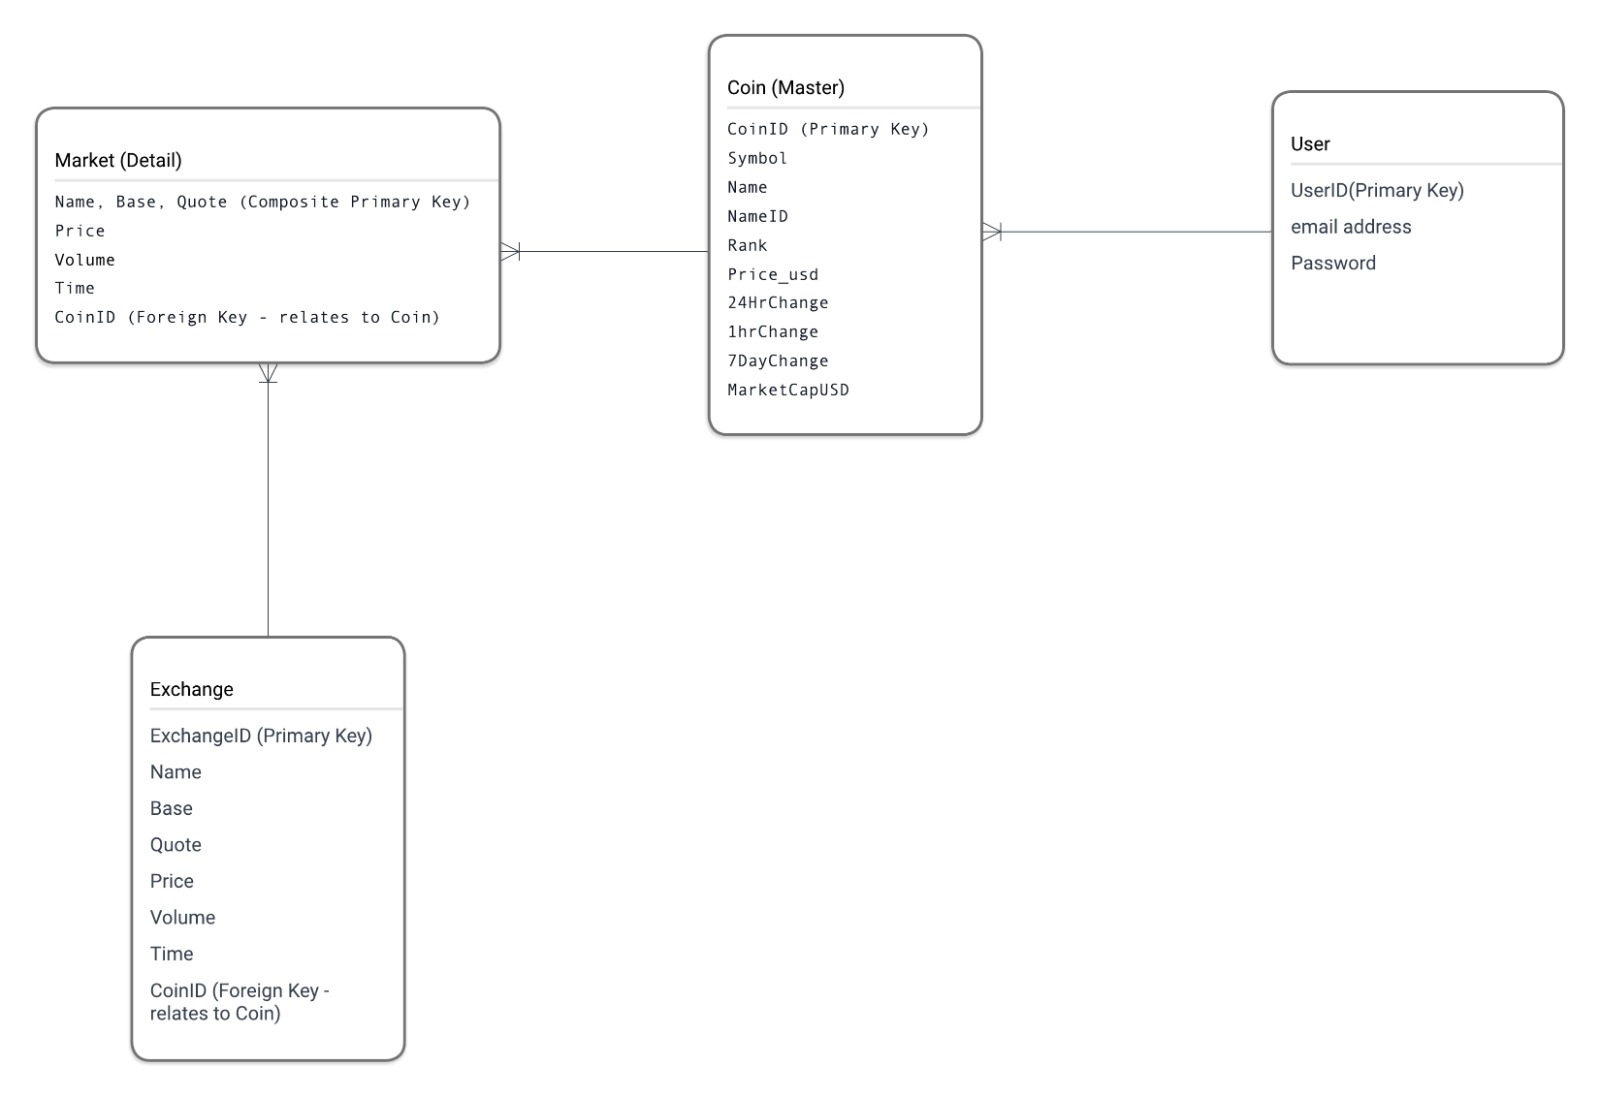 Market (Detail)
Name, Base, Quote (Composite Primary Key)
Price
Volume
Time
CoinID (Foreign Key - relates to Coin)
Coin (Master)
CoinID (Primary Key)
Symbol
Name
NameID
Rank
Price_usd
24HrChange
1hrChange
7DayChange
MarketCapUSD
User
UserID(Primary Key)
email address
Password
Exchange
ExchangeID (Primary Key)
Name
Base
Quote
Price
Volume
Time
CoinID (Foreign Key -
relates to Coin)